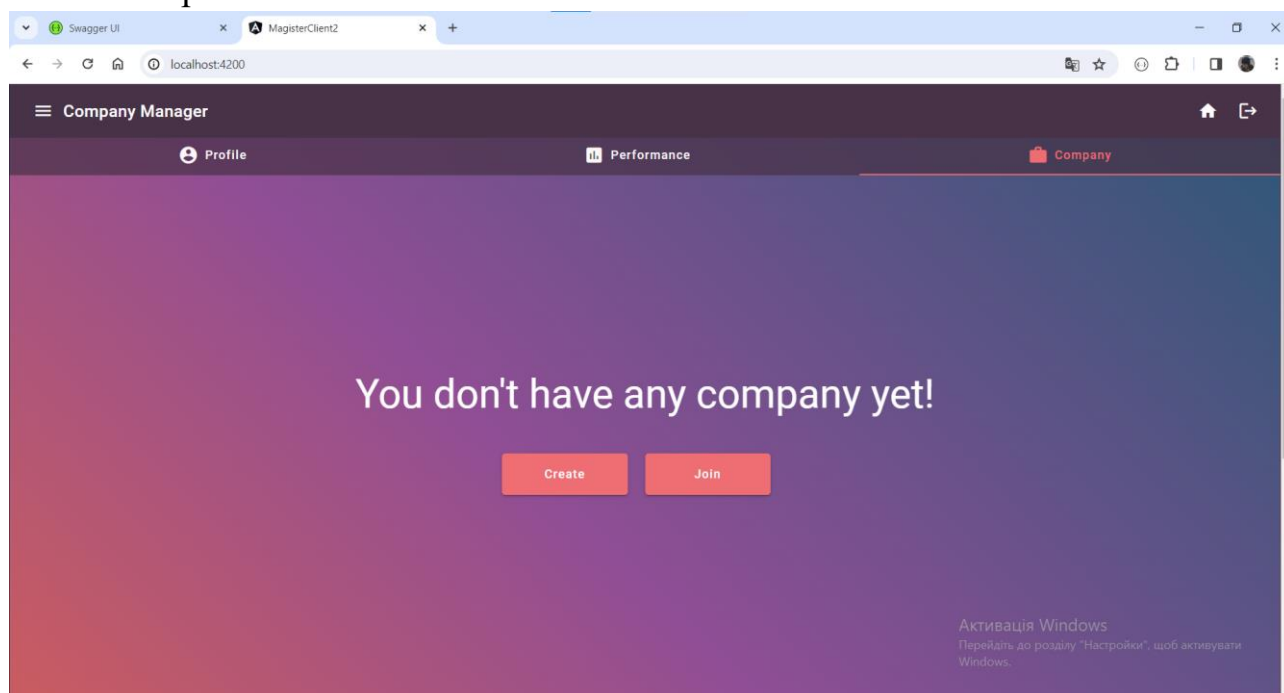 Swagger UI
MagisterClient2
localhost:4200
Company Manager
Profile
Performance
Company
You don't have any company yet!
Create
Join
Активація Windows
Перейдіть до розділу "Настройки", щоб активувати
Windows.